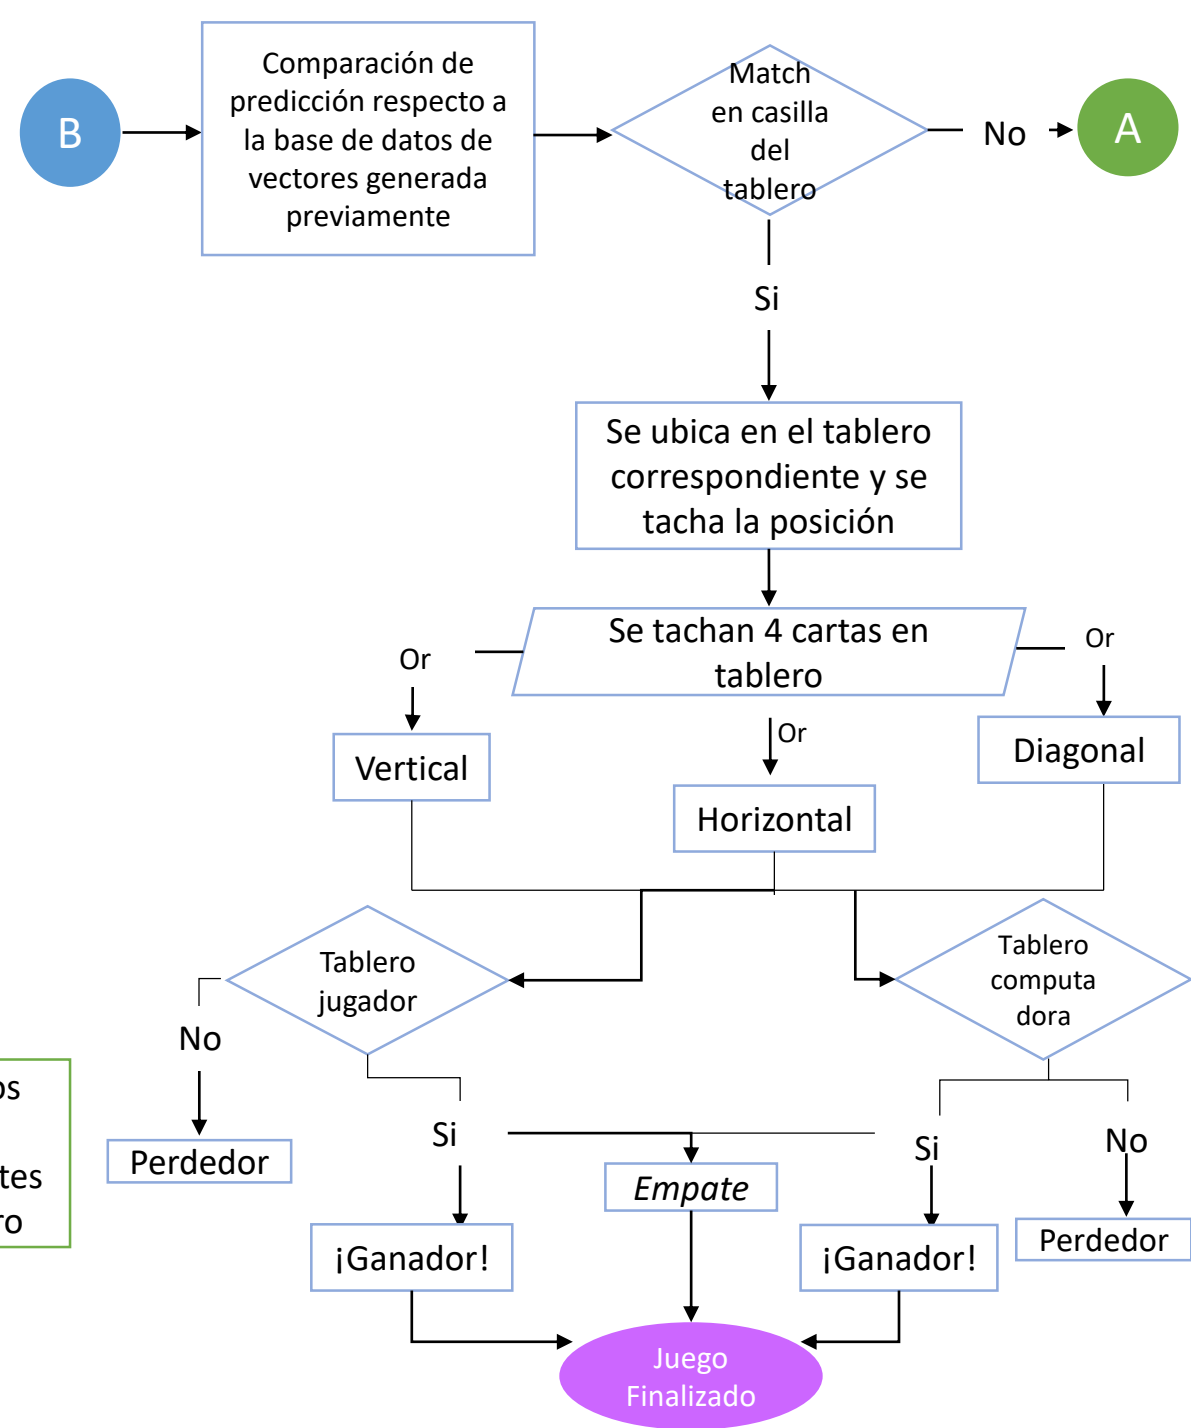 B
Comparación de
predicción respecto a
la base de datos de
vectores generada
previamente
Match
en casilla
del
tablero
No
A
Si
Se ubica en el tablero
correspondiente y se
tacha la posición
Se tachan 4 cartas en
tablero
Or
Or
Or
Vertical
Horizontal
Diagonal
Tablero
jugador
Tablero
computa
dora
No
Perdedor
Si
¡Ganador!
Empate
Si
¡Ganador!
No
Perdedor
Juego
Finalizado